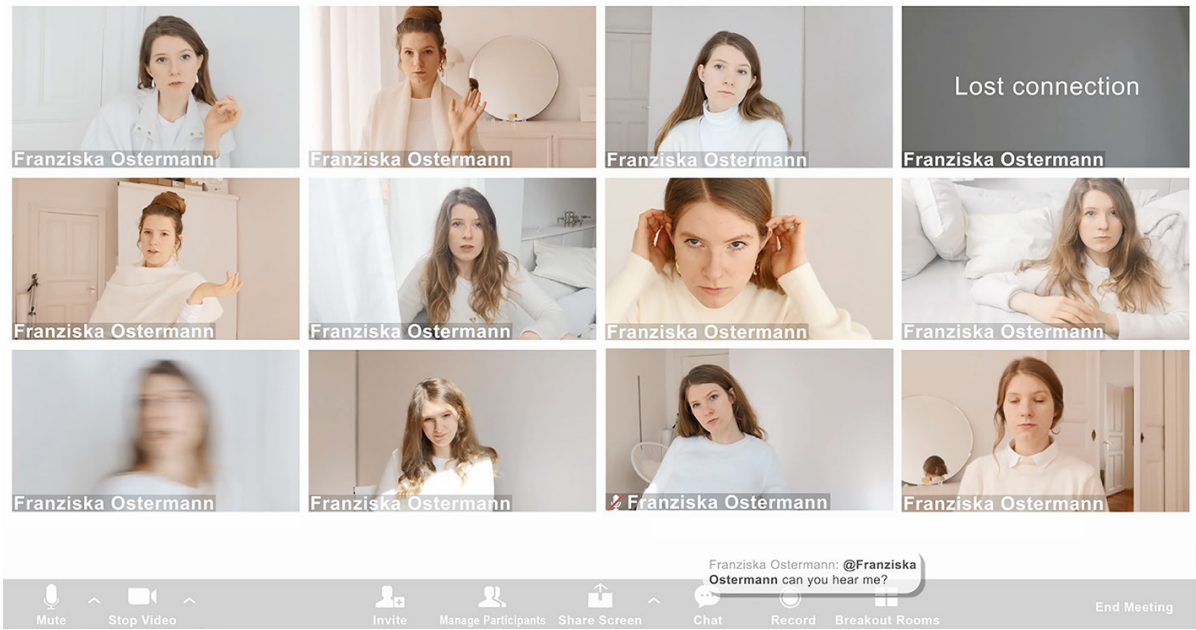 Lost connection
Franziska Ostermann
Franziska Ostermann
Franziska Ostermann
Franziska Ostermann
Franziska Ostermann
Franziska Ostermann
Franziska Ostermann
Franziska Ostermann
Franziska Ostermann
Franziska Ostermann
Franziska Ostermann
Franziska Ostermann
Franziska Ostermann: @Franziska
Ostermann can you hear me?
Mute
Stop Video
Invite
Manage Participants
Share Screen
Chat
Record
Breakout Rooms
End Meeting